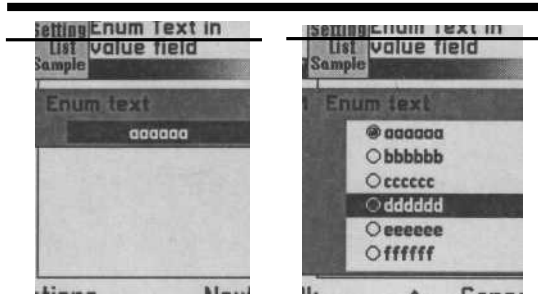 Setting Enum Text in
List value field
Sample
Enum text
aaaaaa
Setting Enum Text in
List value field
Sample
Enum text
aaaaaa
bbbbbb
cccccc
dddddd
eeeeee
ffffff